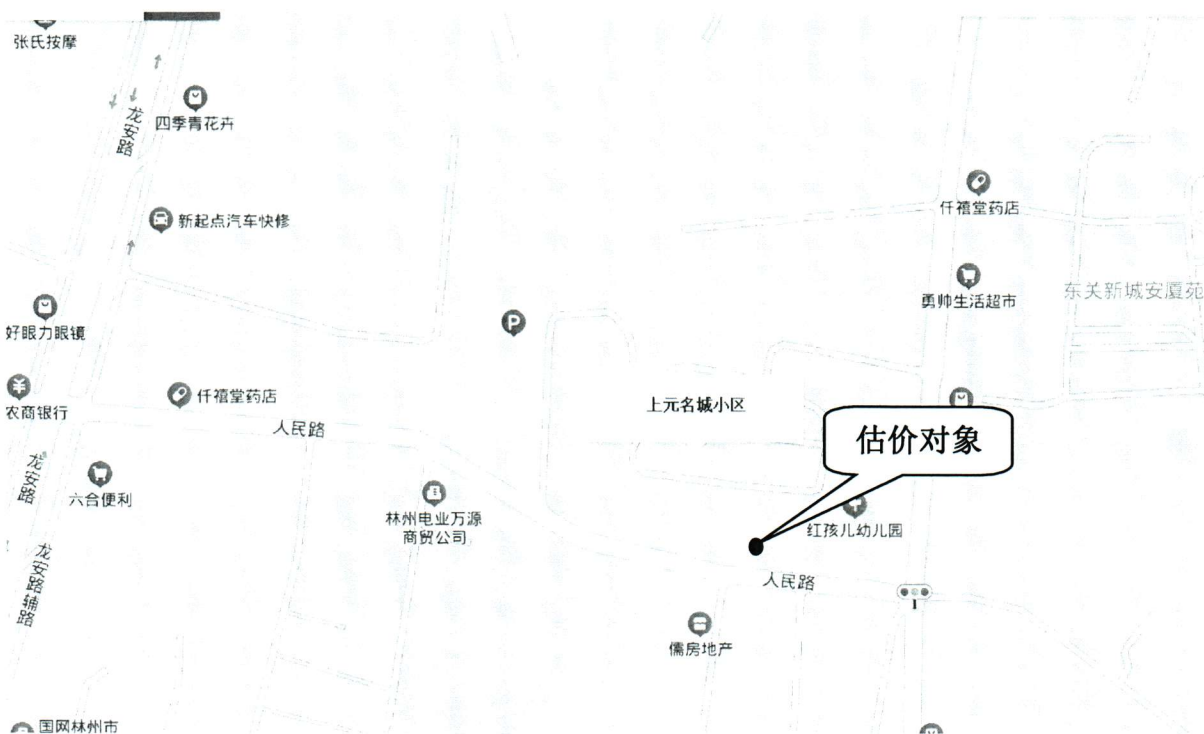 张氏按摩
四季青花卉
龙安路
新起点汽车快修
仟禧堂药店
勇帅生活超市
东关新城安厦苑
好眼力眼镜
P
农商银行
仟禧堂药店
人民路
上元名城小区
估价对象
龙安路
六合便利
林州电业万源
商贸公司
红孩儿幼儿园
龙安路辅路
人民路
儒房地产
国网林州市